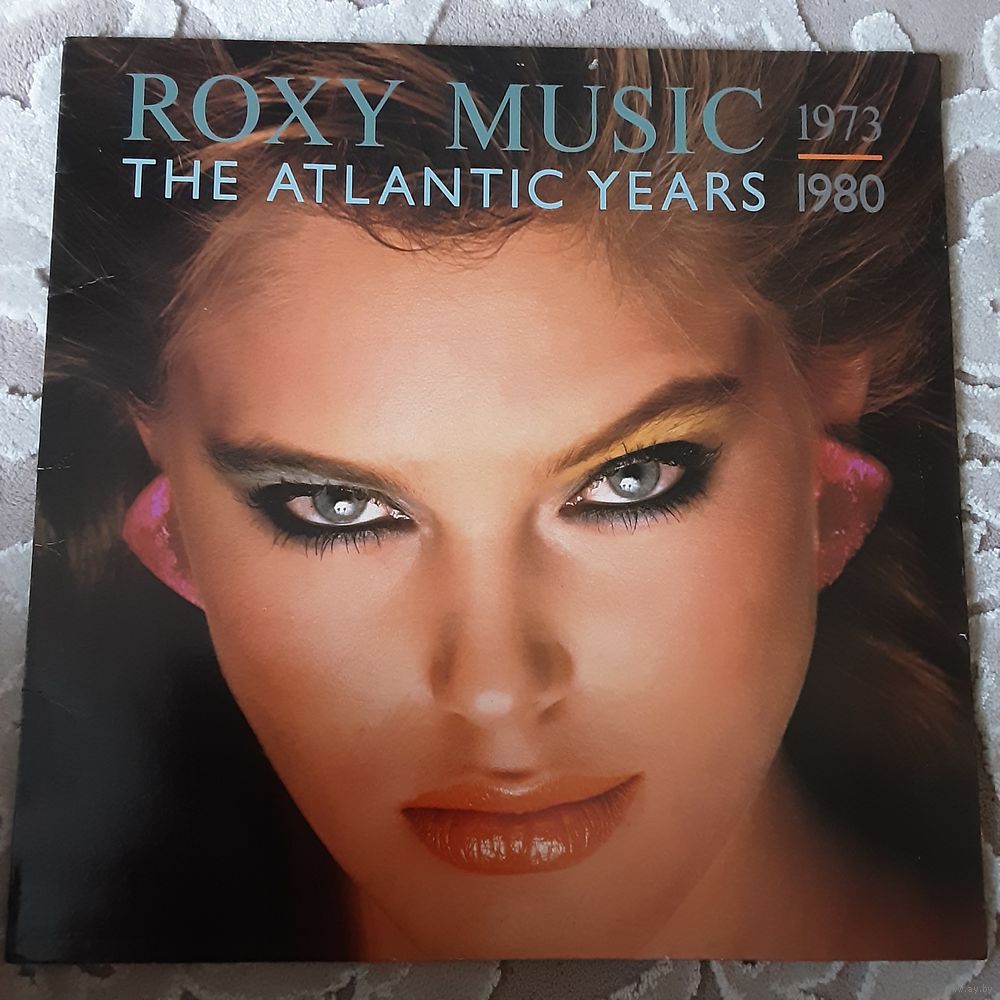 ROXY MUSIC 1973
THE ATLANTIC YEARS 1980